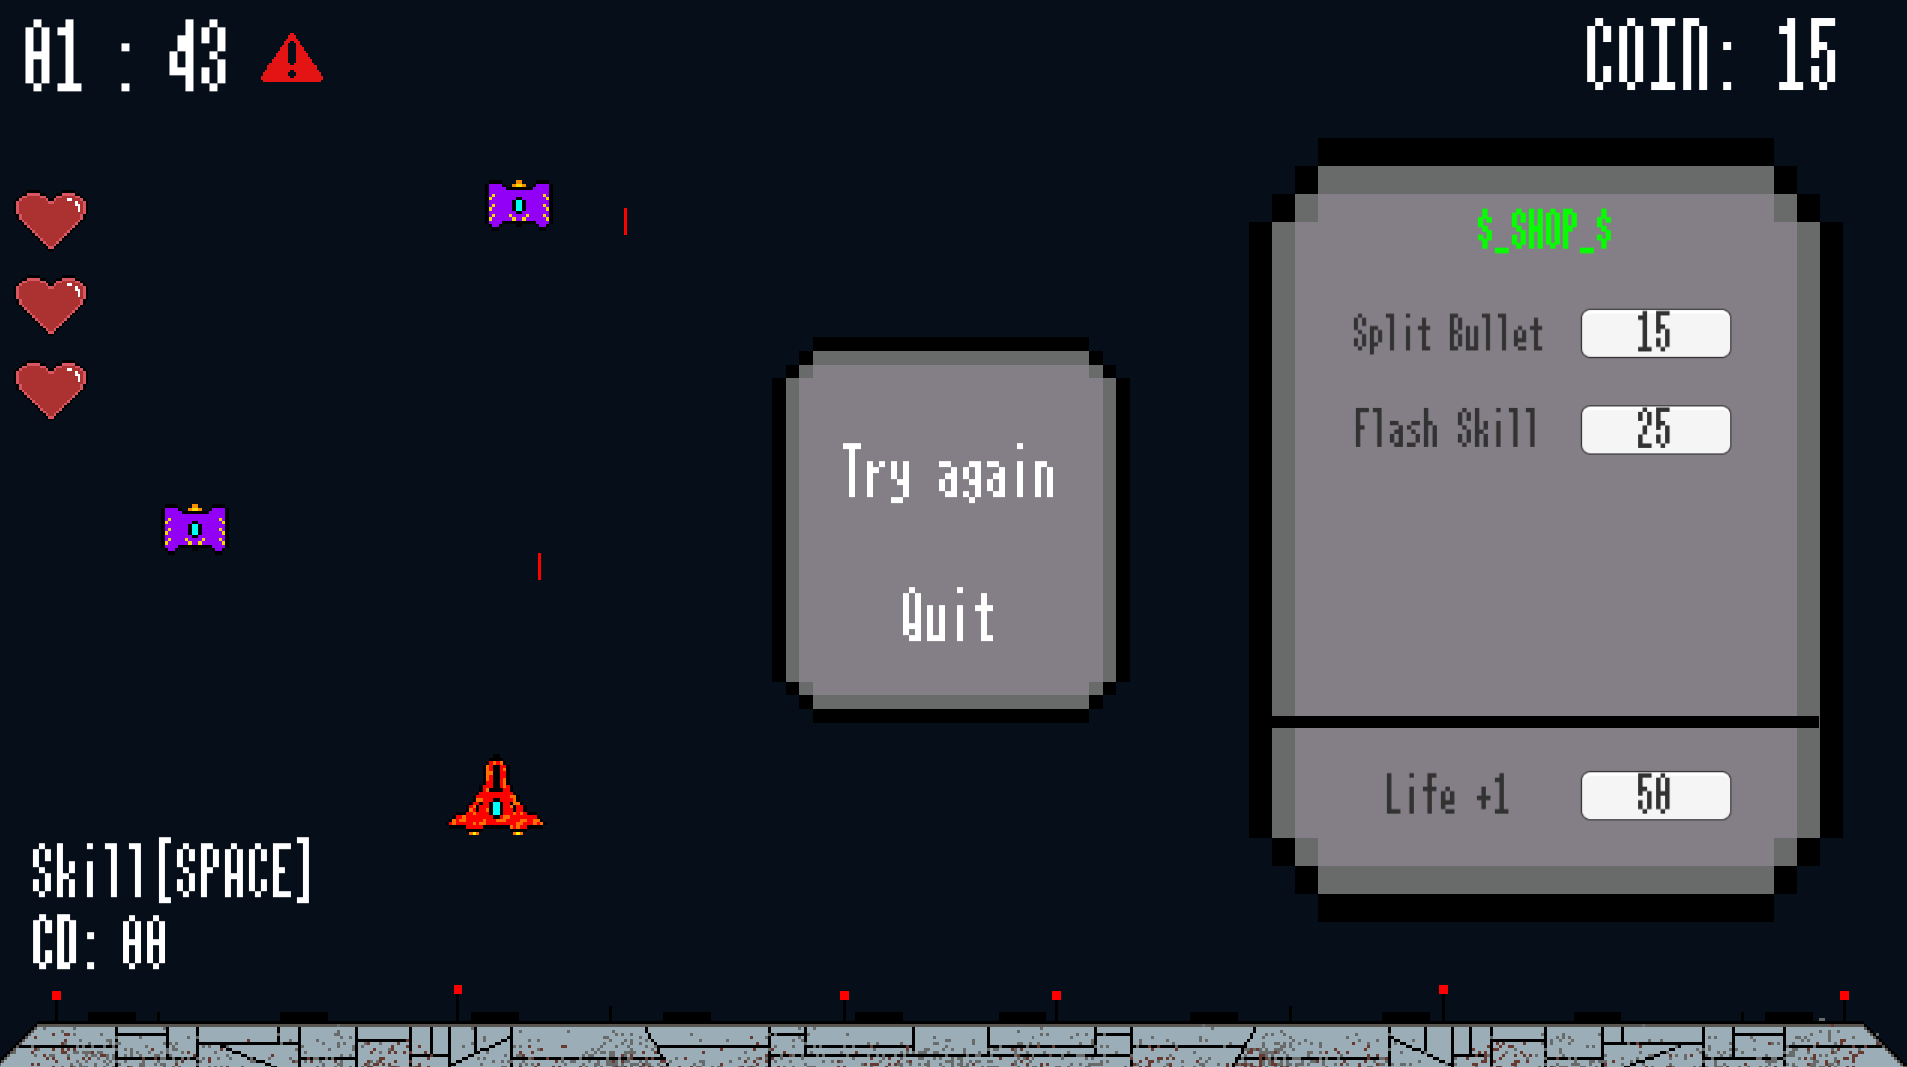 01 : 43
COIN: 15
$_SHOP_$
Split Bullet 15
Flash Skill 25
Try again
Quit
Life +1 50
Skill[SPACE]
CD: 00